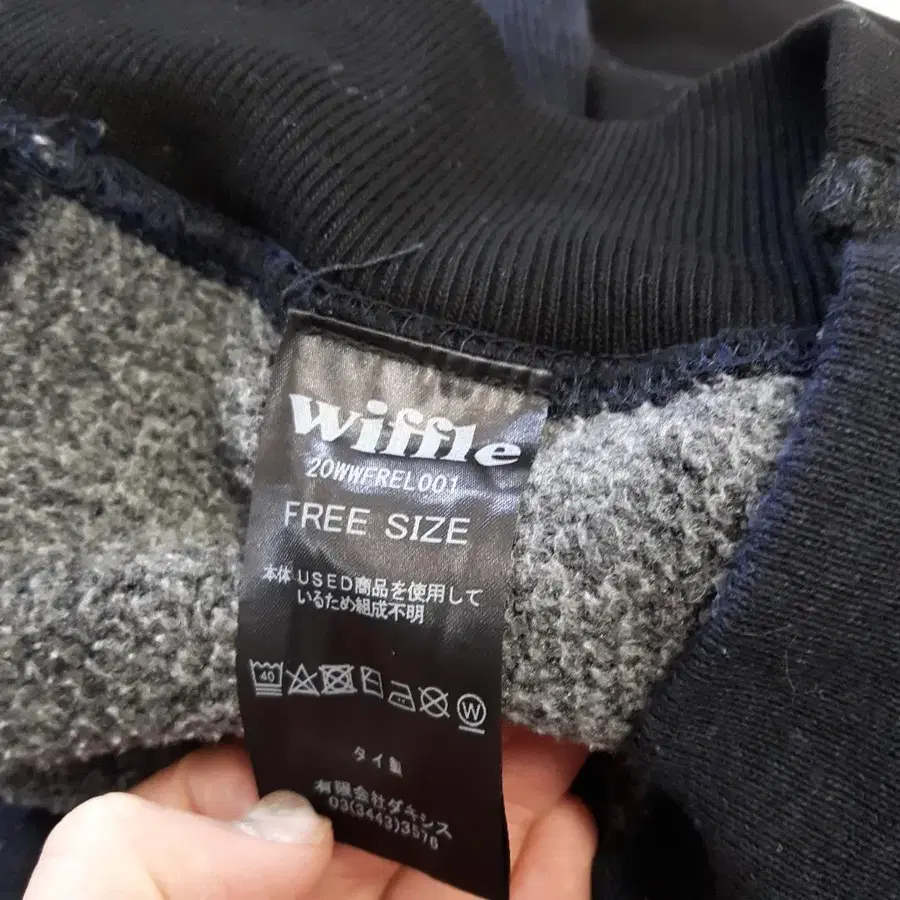 wiffle
20WWFREL001
FREE SIZE
本体 USED商品を使用して
いるため組成不明
40
W
タイ製
有限会社ダキシス
03(3443)3576